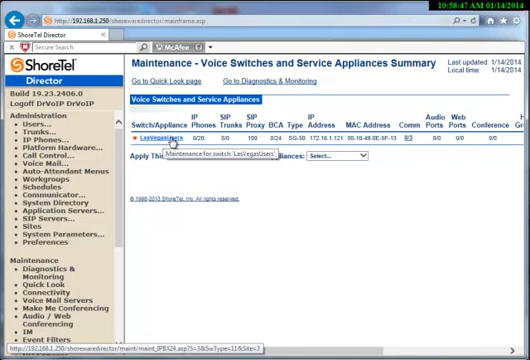 10:58:47 AM 01/14/2014
http://192.168.1.250/shorewaredirector/mainframe.asp
ShoreTel Director
Search
McAfee
ShoreTel
Director
Build 19.23.2406.0
Logoff DrVoIP DrVoIP
Administration
Users...
Trunks...
IP Phones...
Platform Hardware...
Call Control...
Voice Mail...
Auto-Attendant Menus
Workgroups
Schedules
Communicator...
System Directory
Application Servers...
SIP Servers...
Sites
System Parameters...
Preferences
Maintenance
Diagnostics &
Monitoring
Quick Look
Connectivity
Voice Mail Servers
Make Me Conferencing
Audio / Web
Conferencing
IM
Event Filters
Maintenance - Voice Switches and Service Appliances Summary
Last updated: 1/14/2014
Local time: 1/14/2014
Go to Quick Look page
Go to Diagnostics & Monitoring
Voice Switches and Service Appliances
Switch/Appliance IP Phones SIP Trunks SIP Proxy BCA Type IP Address MAC Address Comm Audio Ports Web Ports Conference
LasVegasUsers 0/20 0/0 100 0/24 SG-50 172.16.1.121 00-10-49-0E-5F-13 0/3 0/0 0/0 0/0
Maintenance for switch 'LasVegasUsers'.
Apply This
Select...
© 1998-2013 ShoreTel, Inc. All rights reserved.
http://192.168.1.250/shorewaredirector/maint/maint_IPBX24.asp?S=3&SwType=11&Site=3